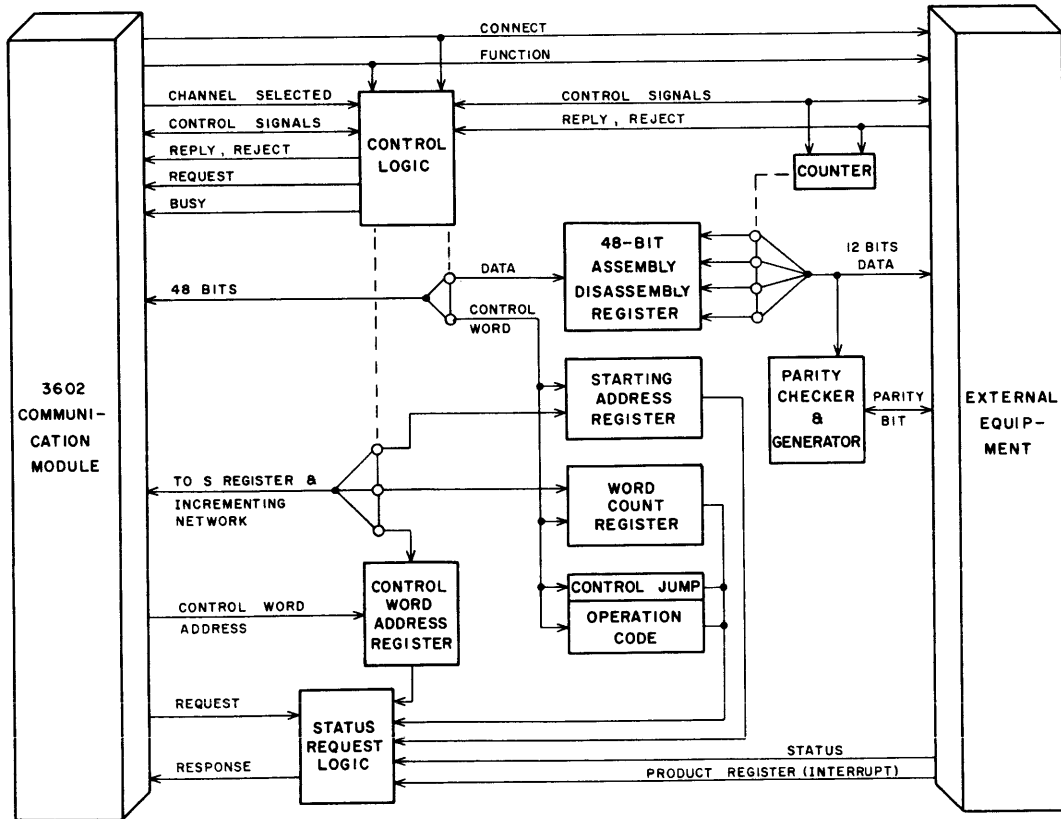 CONNECT
FUNCTION
CHANNEL SELECTED
CONTROL SIGNALS
REPLY, REJECT
REQUEST
BUSY
CONTROL
LOGIC
CONTROL SIGNALS
REPLY, REJECT
COUNTER
48 BITS
DATA
CONTROL
WORD
48-BIT
ASSEMBLY
DISASSEMBLY
REGISTER
12 BITS
DATA
3602
COMMUNI-
CATION
MODULE
STARTING
ADDRESS
REGISTER
PARITY
CHECKER
&
GENERATOR
PARITY
BIT
EXTERNAL
EQUIP-
MENT
TO S REGISTER &
INCREMENTING
NETWORK
WORD
COUNT
REGISTER
CONTROL JUMP
OPERATION
CODE
CONTROL WORD
ADDRESS
CONTROL
WORD
ADDRESS
REGISTER
REQUEST
RESPONSE
STATUS
REQUEST
LOGIC
STATUS
PRODUCT REGISTER (INTERRUPT)